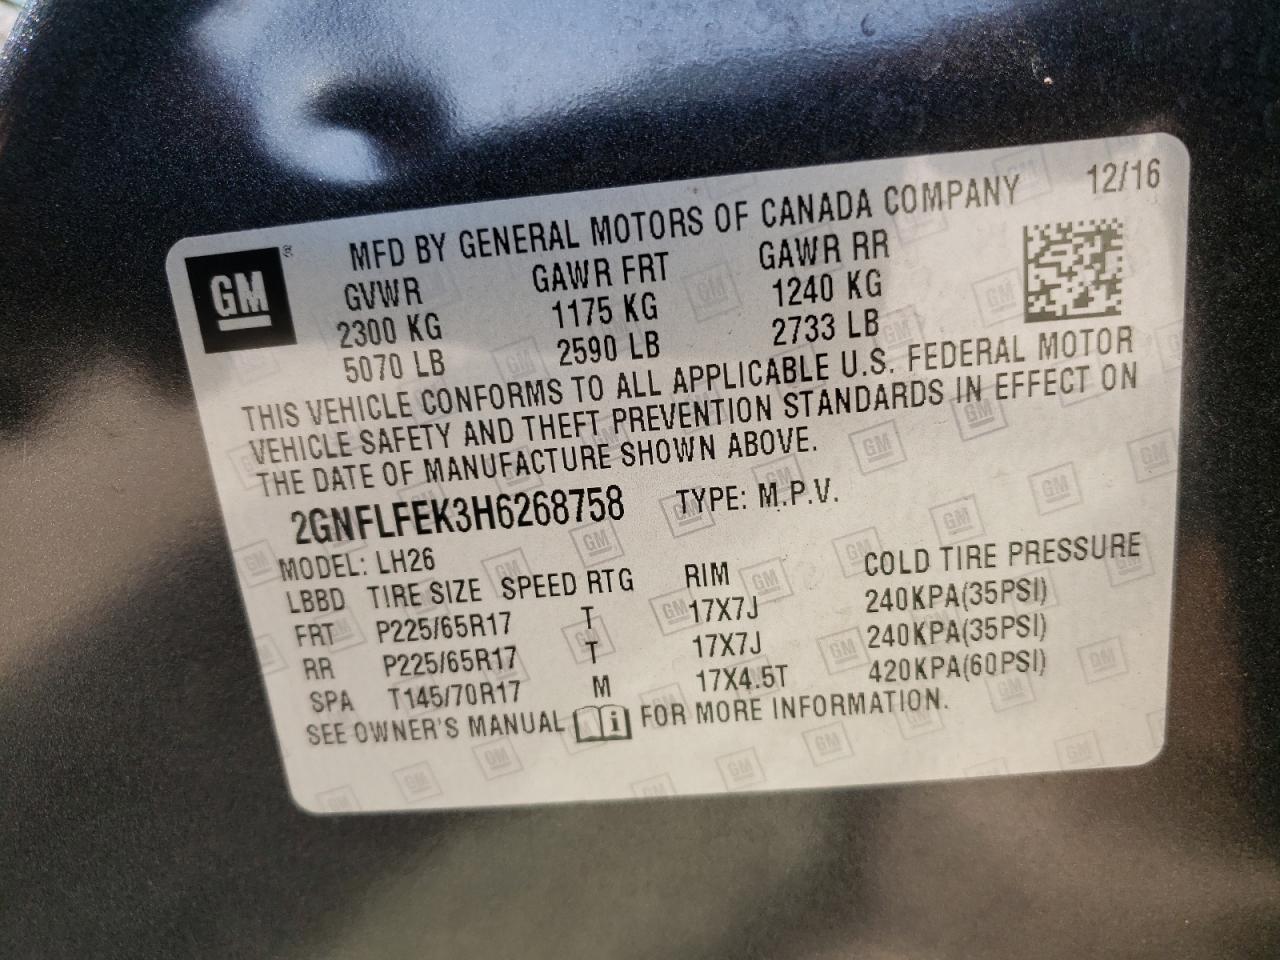 MFD BY GENERAL MOTORS OF CANADA COMPANY 12/16
GM ®
GVWR GAWR FRT GAWR RR
2300 KG 1175 KG 1240 KG
5070 LB 2590 LB 2733 LB
THIS VEHICLE CONFORMS TO ALL APPLICABLE U.S. FEDERAL MOTOR
VEHICLE SAFETY AND THEFT PREVENTION STANDARDS IN EFFECT ON
THE DATE OF MANUFACTURE SHOWN ABOVE.
2GNFLFEK3H6268758 TYPE: M.P.V.
MODEL: LH26
LBBD TIRE SIZE SPEED RTG RIM COLD TIRE PRESSURE
FRT P225/65R17 T 17X7J 240KPA(35PSI)
RR P225/65R17 T 17X7J 240KPA(35PSI)
SPA T145/70R17 M 17X4.5T 420KPA(60PSI)
SEE OWNER'S MANUAL i FOR MORE INFORMATION.